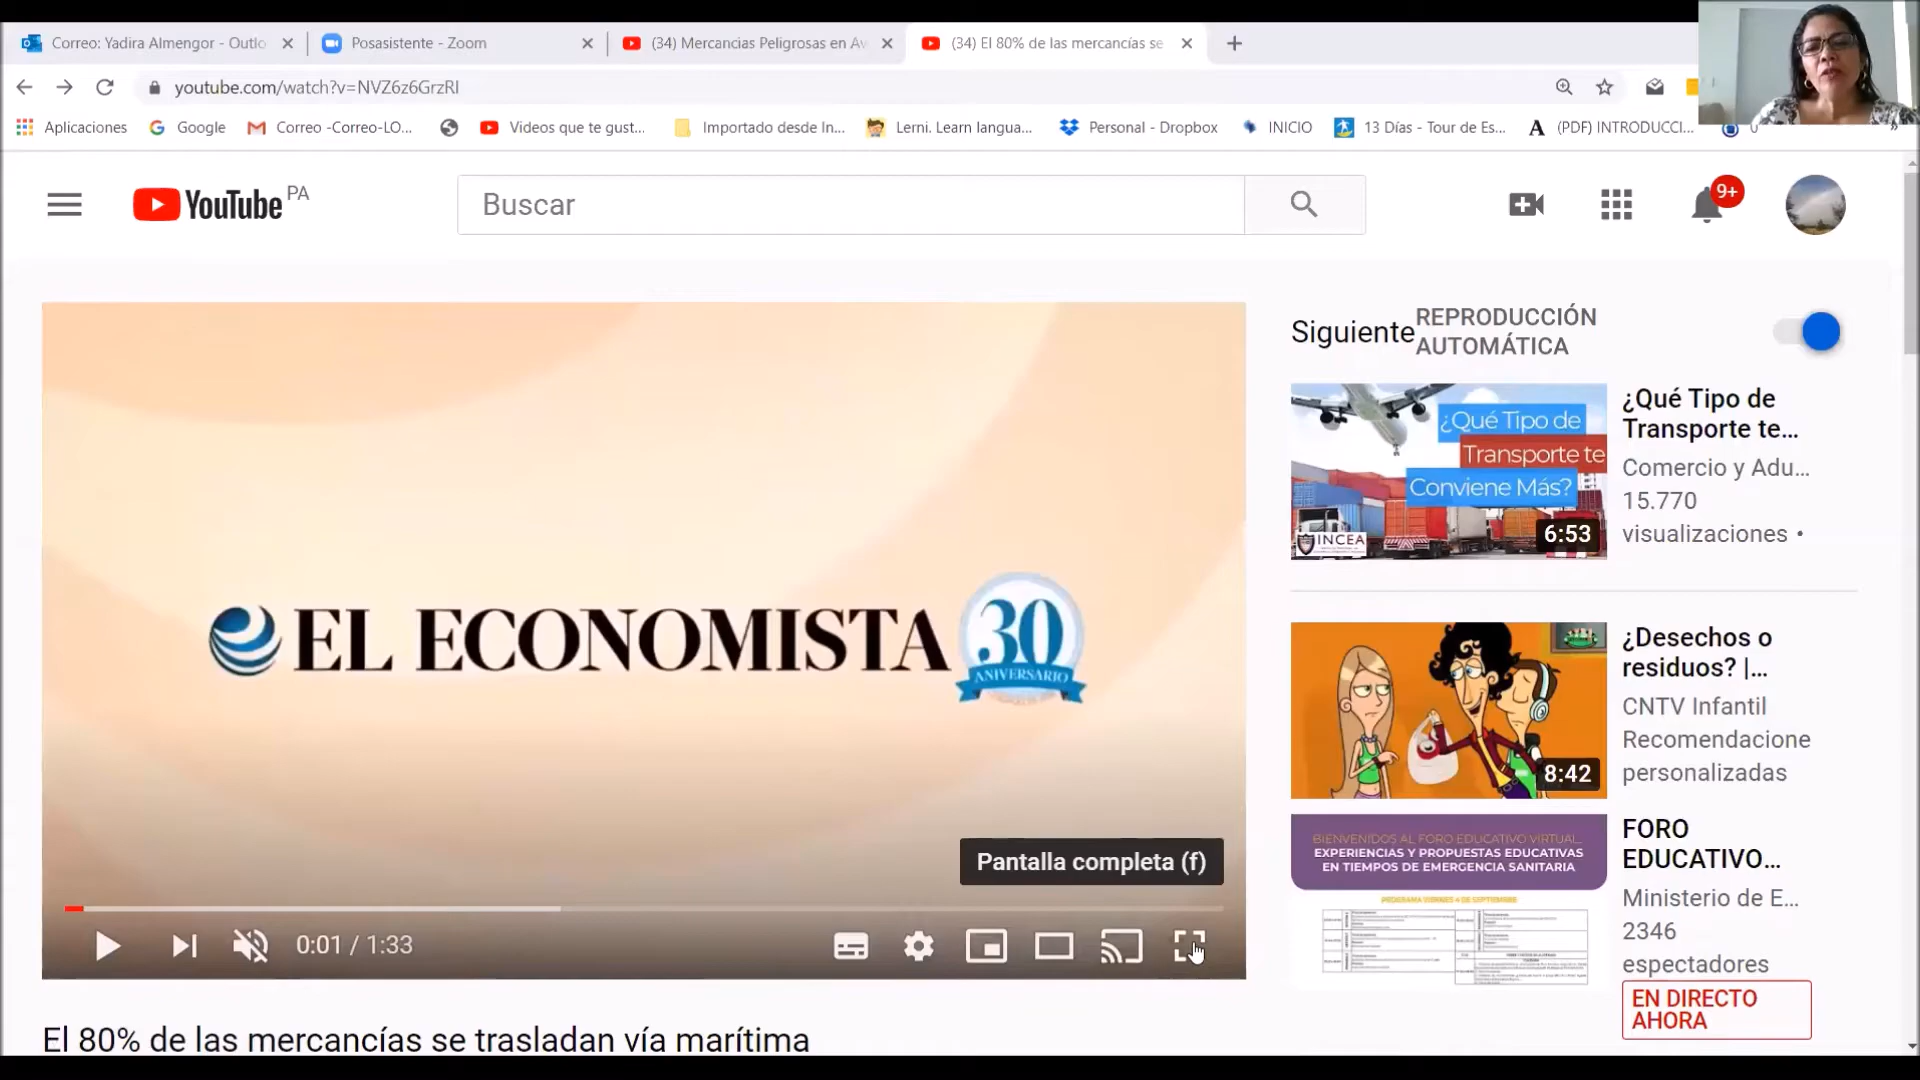 Correo: Yadira Almengor - Outlo
Posasistente - Zoom
(34) Mercancias Peligrosas en Av
(34) El 80% de las mercancías se
youtube.com/watch?v=NVZ6z6GrzRI
Aplicaciones
Google
Correo -Correo-LO...
Videos que te gust...
Importado desde In...
Lerni. Learn langua...
Personal - Dropbox
INICIO
13 Días - Tour de Es...
(PDF) INTRODUCCI...
YouTube PA
Buscar
9+
EL ECONOMISTA 30
ANIVERSARIO
Pantalla completa (f)
0:01 / 1:33
El 80% de las mercancías se trasladan vía marítima
Siguiente
REPRODUCCIÓN
AUTOMÁTICA
¿Qué Tipo de
Transporte te
Conviene Más?
INCEA
6:53
¿Qué Tipo de
Transporte te...
Comercio y Adu...
15.770
visualizaciones •
8:42
¿Desechos o
residuos? |...
CNTV Infantil
Recomendacione
personalizadas
BIENVENIDOS AL FORO EDUCATIVO VIRTUAL...
EXPERIENCIAS Y PROPUESTAS EDUCATIVAS
EN TIEMPOS DE EMERGENCIA SANITARIA
PROGRAMA VIERNES 4 DE SEPTIEMBRE
FORO
EDUCATIVO...
Ministerio de E...
2346
espectadores
EN DIRECTO
AHORA